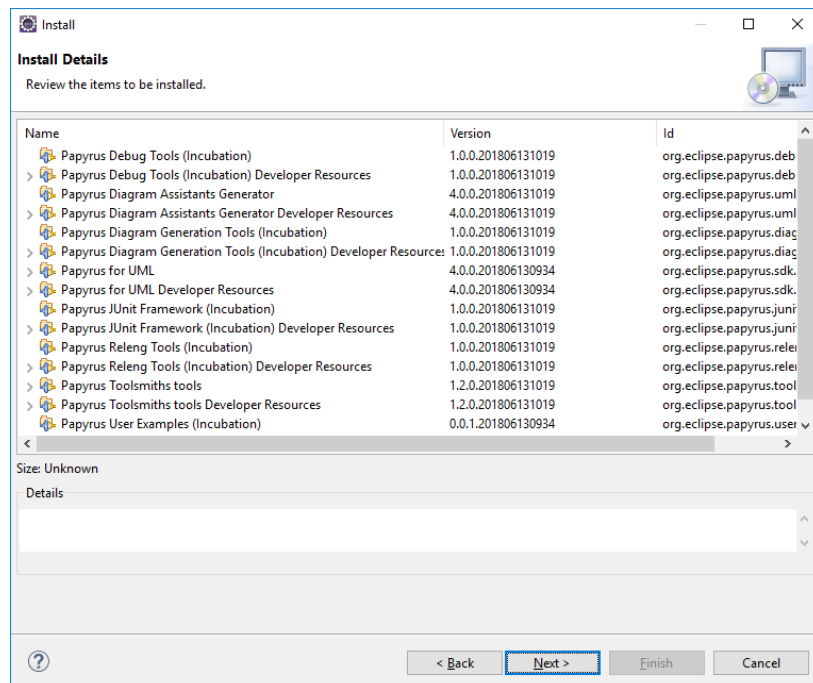 Install
Install Details
Review the items to be installed.
Name Version Id
Papyrus Debug Tools (Incubation) 1.0.0.201806131019 org.eclipse.papyrus.deb
Papyrus Debug Tools (Incubation) Developer Resources 1.0.0.201806131019 org.eclipse.papyrus.deb
Papyrus Diagram Assistants Generator 4.0.0.201806131019 org.eclipse.papyrus.uml
Papyrus Diagram Assistants Generator Developer Resources 4.0.0.201806131019 org.eclipse.papyrus.uml
Papyrus Diagram Generation Tools (Incubation) 1.0.0.201806131019 org.eclipse.papyrus.diag
Papyrus Diagram Generation Tools (Incubation) Developer Resources 1.0.0.201806131019 org.eclipse.papyrus.diag
Papyrus for UML 4.0.0.201806130934 org.eclipse.papyrus.sdk.
Papyrus for UML Developer Resources 4.0.0.201806130934 org.eclipse.papyrus.sdk.
Papyrus JUnit Framework (Incubation) 1.0.0.201806131019 org.eclipse.papyrus.juni
Papyrus JUnit Framework (Incubation) Developer Resources 1.0.0.201806131019 org.eclipse.papyrus.juni
Papyrus Releng Tools (Incubation) 1.0.0.201806131019 org.eclipse.papyrus.rele
Papyrus Releng Tools (Incubation) Developer Resources 1.0.0.201806131019 org.eclipse.papyrus.rele
Papyrus Toolsmiths tools 1.2.0.201806131019 org.eclipse.papyrus.tool
Papyrus Toolsmiths tools Developer Resources 1.2.0.201806131019 org.eclipse.papyrus.tool
Papyrus User Examples (Incubation) 0.0.1.201806130934 org.eclipse.papyrus.user
Size: Unknown
Details
? < Back Next > Finish Cancel